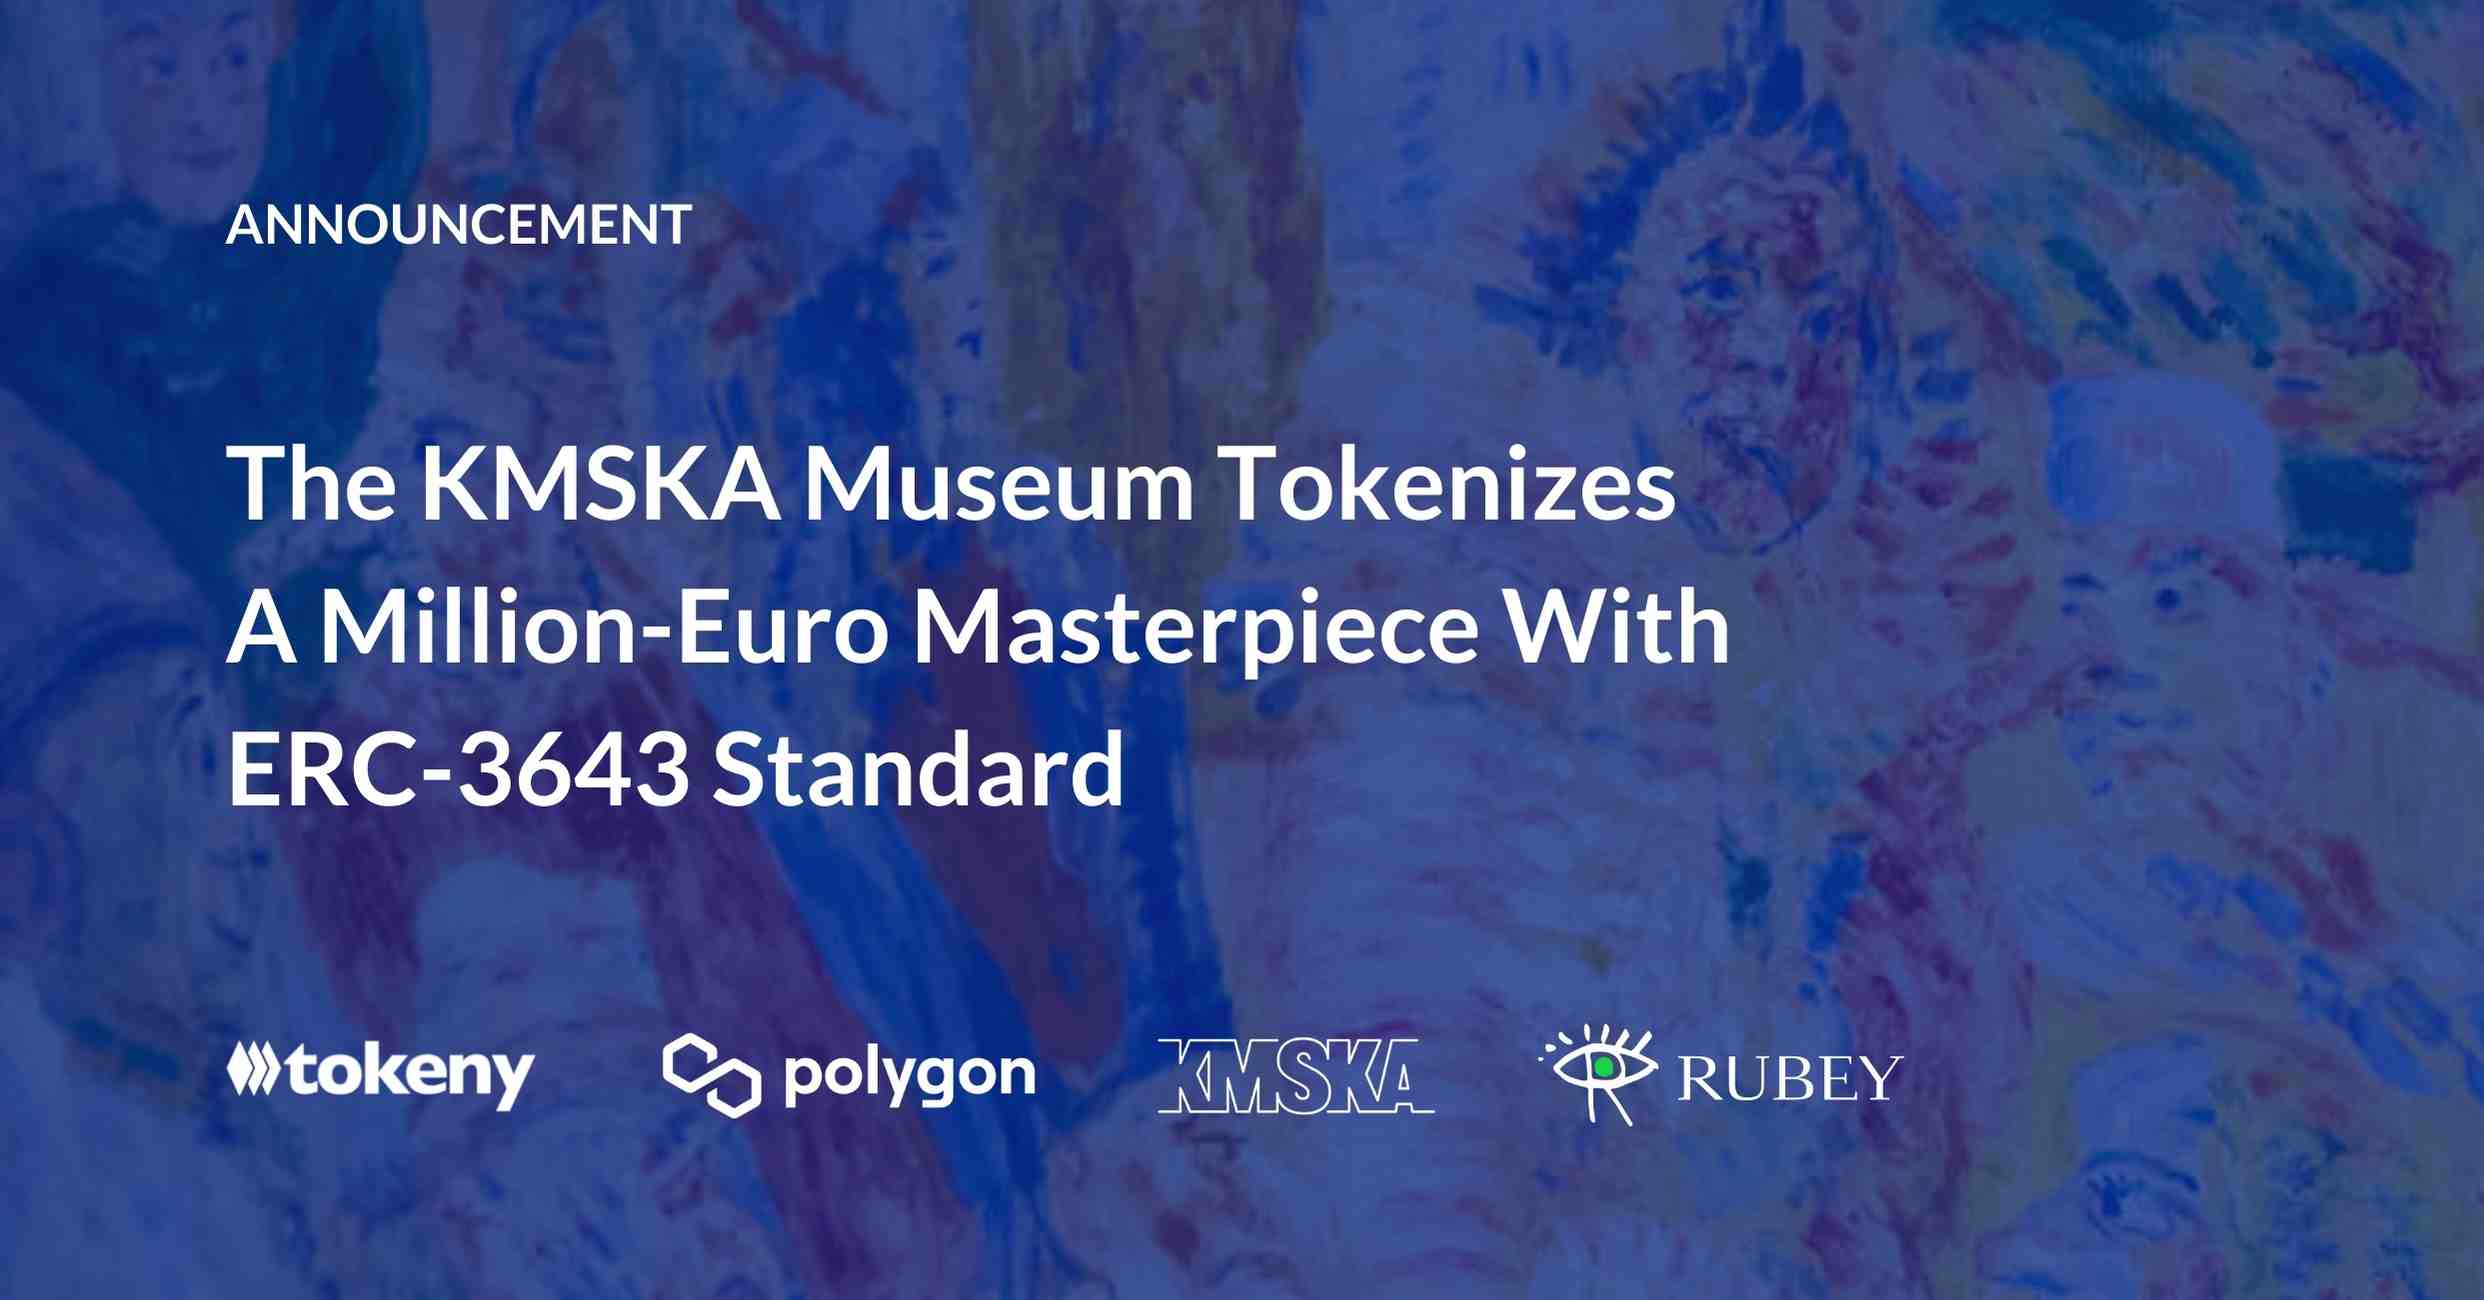 ANNOUNCEMENT
The KMSKA Museum Tokenizes
A Million-Euro Masterpiece With
ERC-3643 Standard
tokeny polygon KMSKA RUBEY